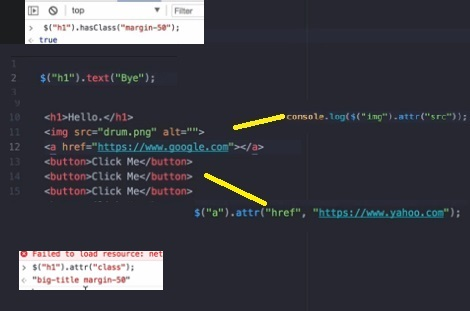 top
Filter
> $("h1").hasClass("margin-50");
< true
1
2 $("h1").text("Bye");
9
10 <h1>Hello.</h1>
11 <img src="drum.png" alt="">
console.log($("img").attr("src"));
12 <a href="https://www.google.com"></a>
13 <button>Click Me</button>
14 <button>Click Me</button>
15 <button>Click Me</button>
$("a").attr("href", "https://www.yahoo.com");
Failed to load resource: net
> $("h1").attr("class");
< "big-title margin-50"